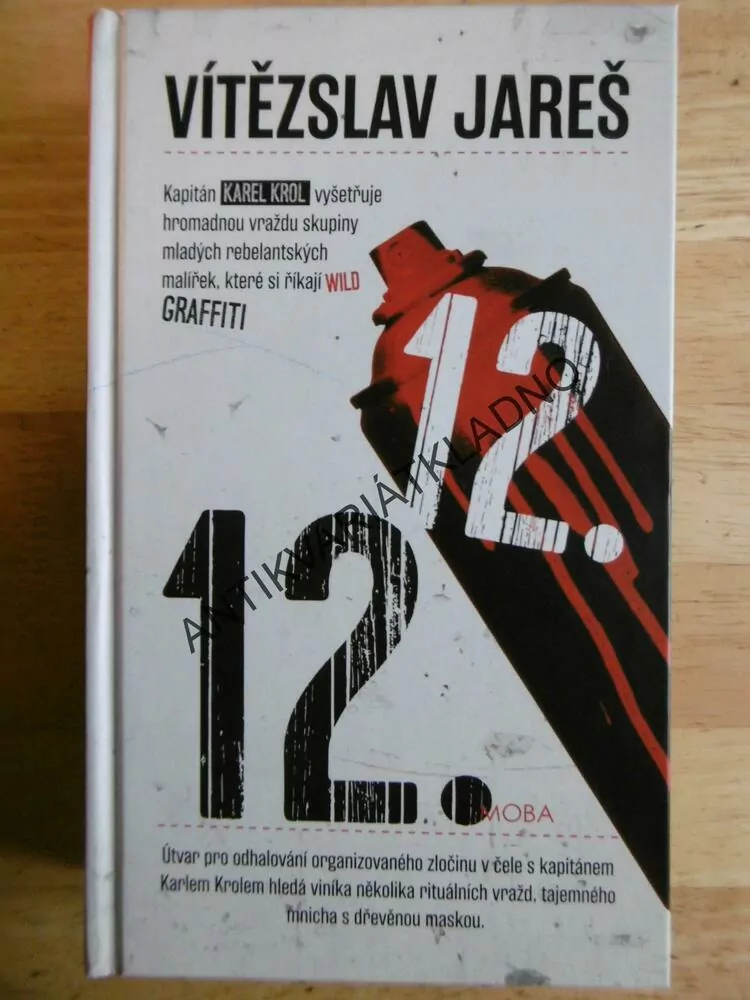 VÍTĚZSLAV JAREŠ
Kapitán KAREL KROL vyšetřuje
hromadnou vraždu skupiny
mladých rebelantských
malířek, které si říkají WILD
GRAFFITI
12.
12.
ANTIKVARIÁTKLADNO
MOBA
Útvar pro odhalování organizovaného zločinu v čele s kapitánem
Karlem Krolem hledá viníka několika rituálních vražd, tajemného
mnicha s dřevěnou maskou.